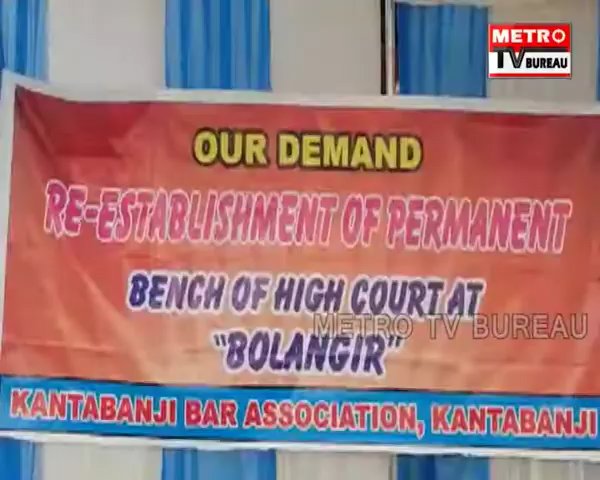 METRO
TV BUREAU
OUR DEMAND
RE-ESTABLISHMENT OF PERMANENT
BENCH OF HIGH COURT AT
"BOLANGIR"
METRO TV BUREAU
KANTABANJI BAR ASSOCIATION, KANTABANJI